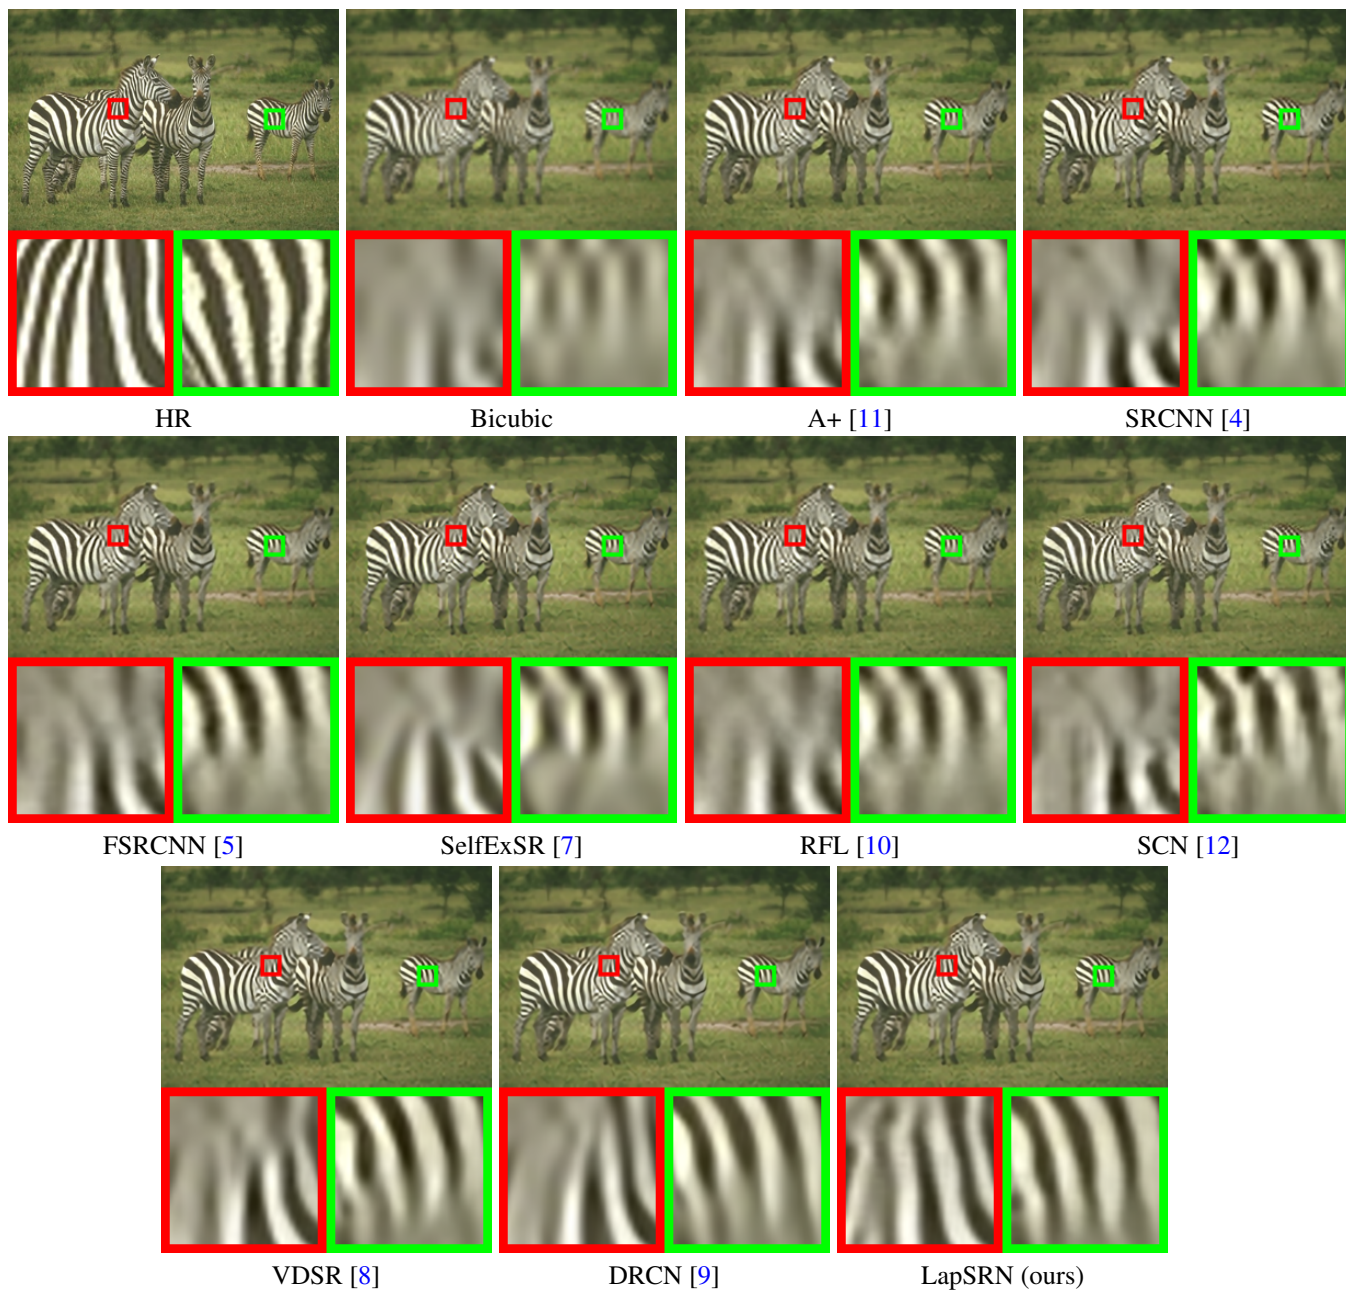 HR
Bicubic
A+ [11]
SRCNN [4]
FSRCNN [5]
SelfExSR [7]
RFL [10]
SCN [12]
VDSR [8]
DRCN [9]
LapSRN (ours)